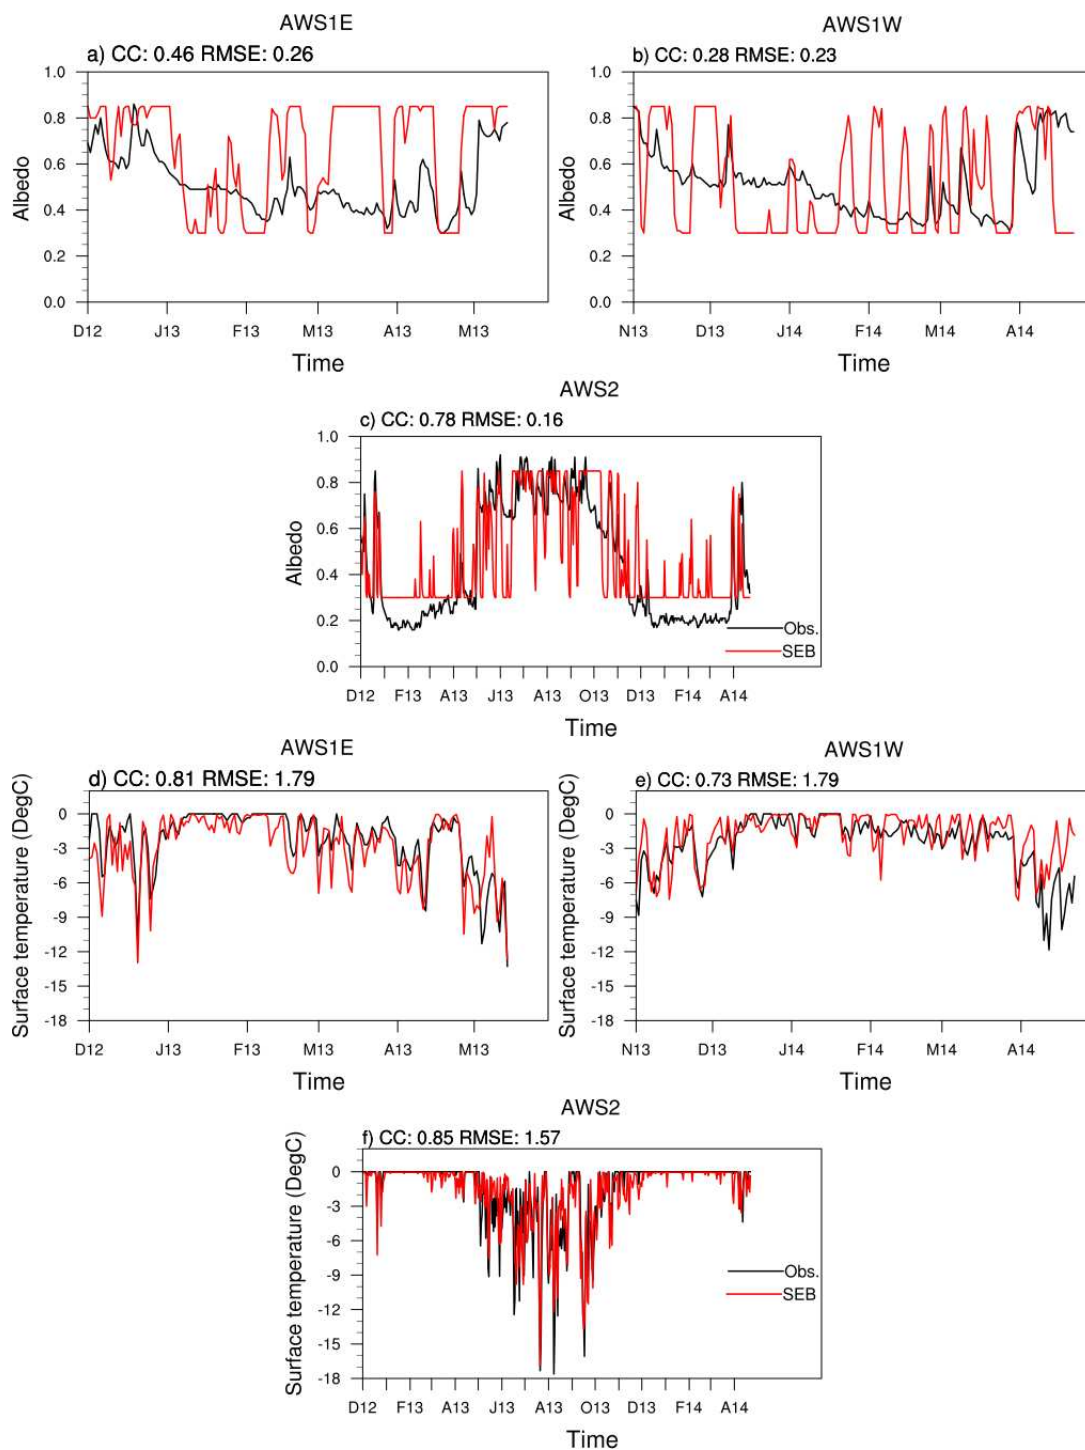 AWS1E
a) CC: 0.46 RMSE: 0.26
1.0
0.8
0.6
0.4
0.2
0.0
Albedo
D12 J13 F13 M13 A13 M13
Time
AWS1W
b) CC: 0.28 RMSE: 0.23
1.0
0.8
0.6
0.4
0.2
0.0
Albedo
N13 D13 J14 F14 M14 A14
Time
AWS2
c) CC: 0.78 RMSE: 0.16
1.0
0.8
0.6
0.4
0.2
0.0
Albedo
Obs.
SEB
D12 F13 A13 J13 A13 O13 D13 F14 A14
Time
AWS1E
d) CC: 0.81 RMSE: 1.79
0
-3
-6
-9
-12
-15
-18
Surface temperature (DegC)
D12 J13 F13 M13 A13 M13
Time
AWS1W
e) CC: 0.73 RMSE: 1.79
0
-3
-6
-9
-12
-15
-18
Surface temperature (DegC)
N13 D13 J14 F14 M14 A14
Time
AWS2
f) CC: 0.85 RMSE: 1.57
0
-3
-6
-9
-12
-15
-18
Surface temperature (DegC)
Obs.
SEB
D12 F13 A13 J13 A13 O13 D13 F14 A14
Time